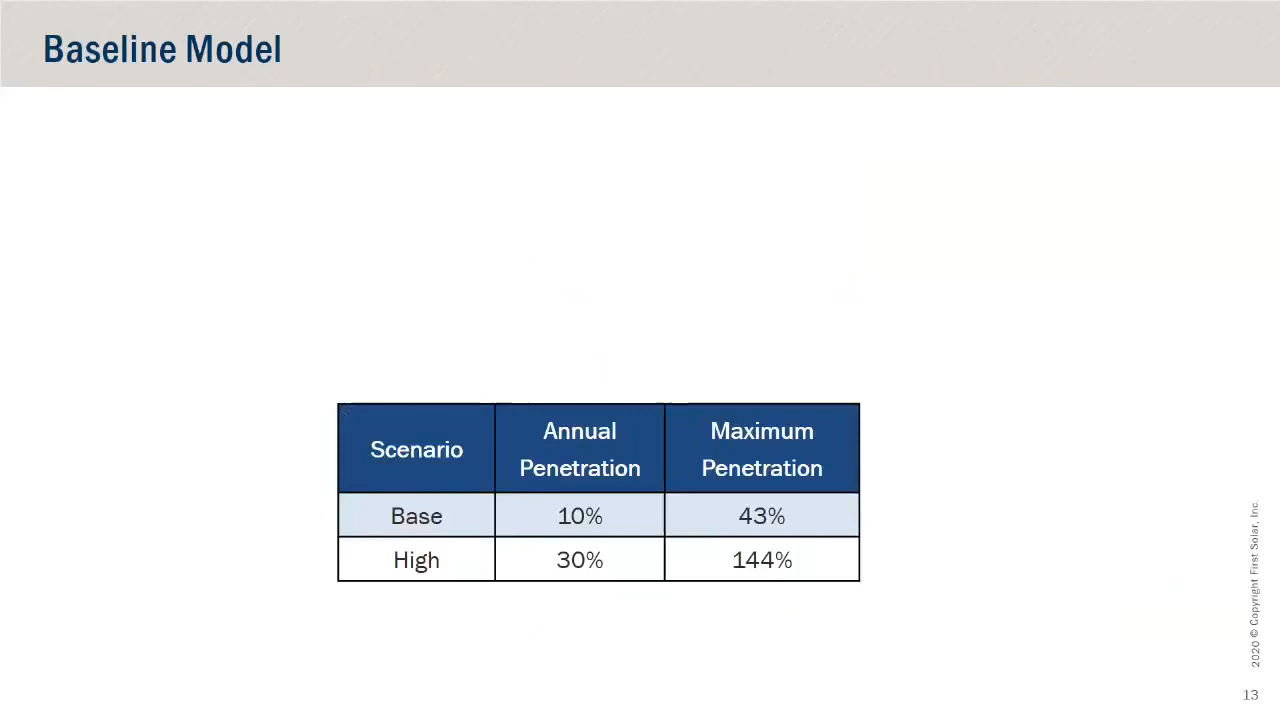 Baseline Model
Scenario
Annual
Penetration
Maximum
Penetration
Base 10% 43%
High 30% 144%
2020 © Copyright First Solar, Inc.
13